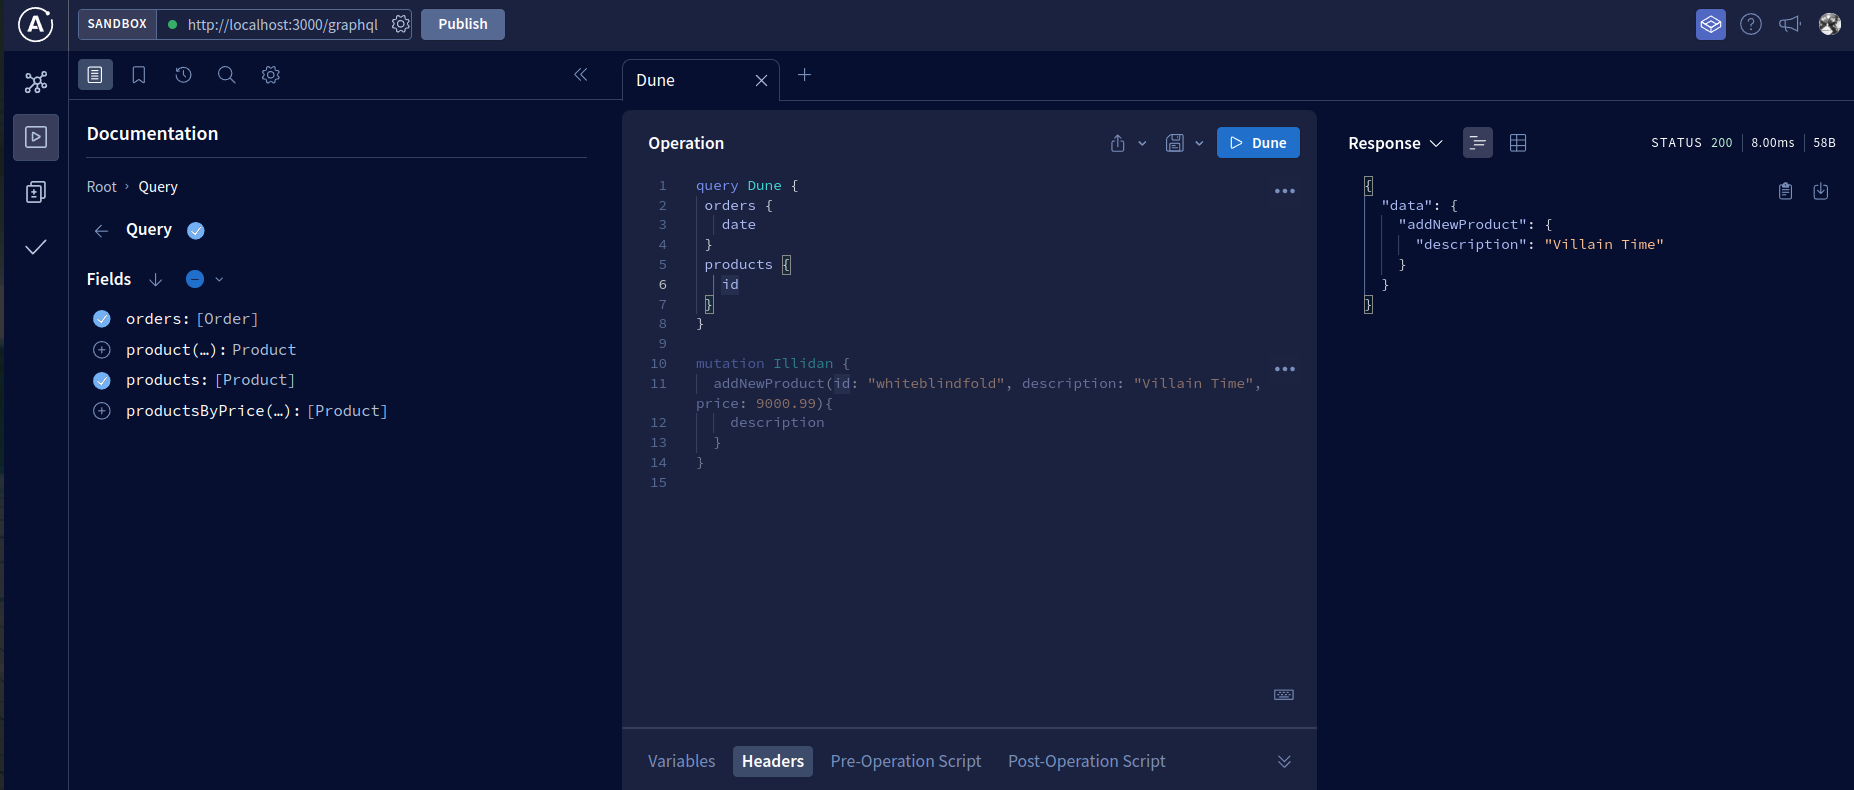 SANDBOX http://localhost:3000/graphql Publish
Documentation
Root › Query
Query
Fields
orders: [Order]
product(…): Product
products: [Product]
productsByPrice(…): [Product]
Dune
Operation
Dune
1 query Dune {
2 orders {
3 date
4 }
5 products {
6 id
7 }
8 }
9
10 mutation Illidan {
11 addNewProduct(id: "whiteblindfold", description: "Villain Time",
price: 9000.99){
12 description
13 }
14 }
15
Variables Headers Pre-Operation Script Post-Operation Script
Response STATUS 200 8.00ms 58B
{
"data": {
"addNewProduct": {
"description": "Villain Time"
}
}
}